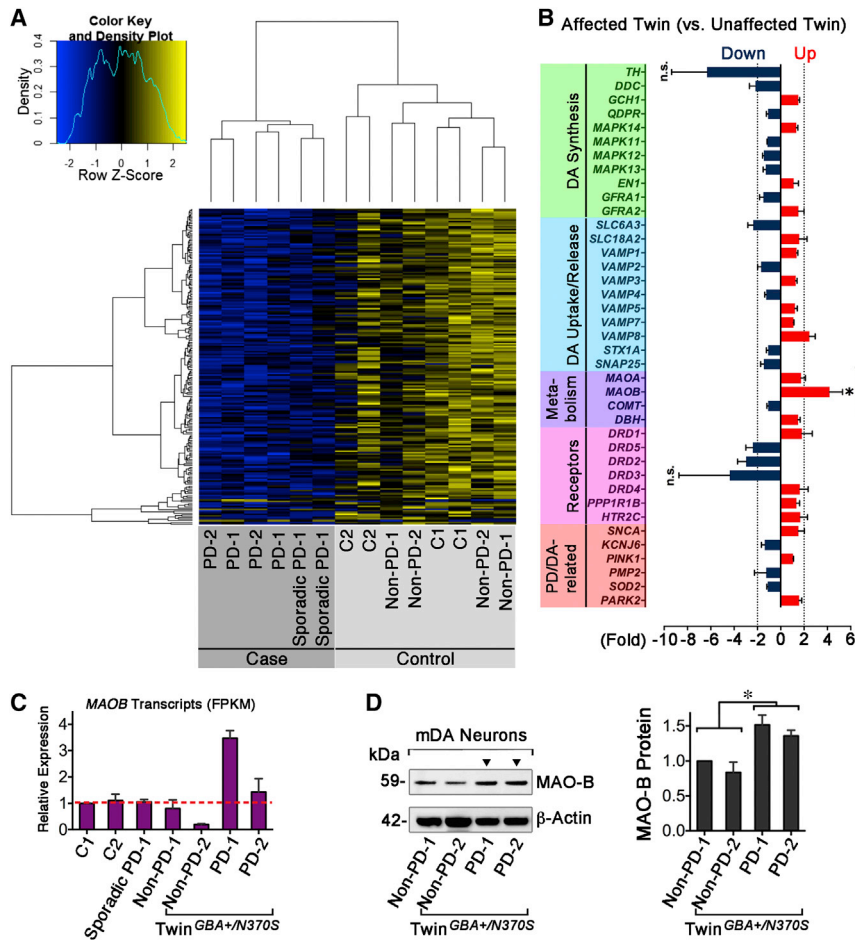 A
Color Key
and Density Plot
Density
0 0.1 0.2 0.3 0.4
-2 -1 0 1 2
Row Z-Score
PD-2
PD-1
PD-2
PD-1
Sporadic PD-1
Sporadic PD-1
C2
C2
Non-PD-1
Non-PD-2
C1
C1
Non-PD-2
Non-PD-1
Case
Control
B
Affected Twin (vs. Unaffected Twin)
Down Up
DA Synthesis
TH
n.s.
DDC
GCH1
QDPR
MAPK14
MAPK11
MAPK12
MAPK13
EN1
GFRA1
GFRA2
DA Uptake/Release
SLC6A3
SLC18A2
VAMP1
VAMP2
VAMP3
VAMP4
VAMP5
VAMP7
VAMP8
STX1A
SNAP25
Meta-
bolism
MAOA
MAOB
*
COMT
DBH
Receptors
DRD1
DRD5
DRD2
DRD3
n.s.
DRD4
PPP1R1B
HTR2C
PD/DA-
related
SNCA
KCNJ6
PINK1
PMP2
SOD2
PARK2
(Fold)
-10 -8 -6 -4 -2 0 2 4 6
C
MAOB Transcripts (FPKM)
Relative Expression
4
3
2
1
0
C1
C2
Sporadic PD-1
Non-PD-1
Non-PD-2
PD-1
PD-2
Twin GBA+/N370S
D
mDA Neurons
kDa
59- MAO-B
42- β-Actin
Non-PD-1
Non-PD-2
PD-1
PD-2
Twin GBA+/N370S
*
MAO-B Protein
1.5
1.0
0.5
0.0
Non-PD-1
Non-PD-2
PD-1
PD-2
Twin GBA+/N370S